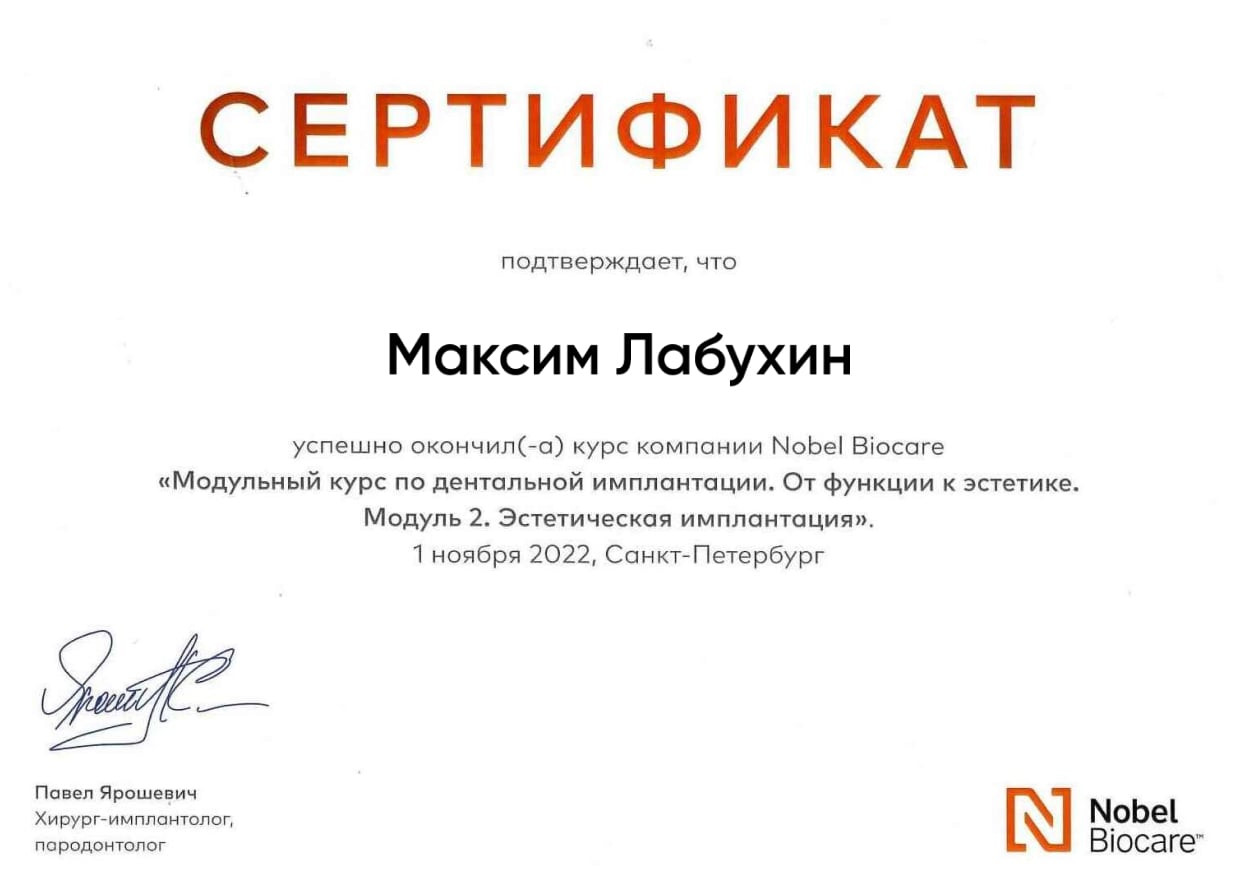 СЕРТИФИКАТ
подтверждает, что
Максим Лабухин
успешно окончил(-а) курс компании Nobel Biocare
«Модульный курс по дентальной имплантации. От функции к эстетике.
Модуль 2. Эстетическая имплантация».
1 ноября 2022, Санкт-Петербург
Павел Ярошевич
Хирург-имплантолог,
пародонтолог
Nobel
Biocare™